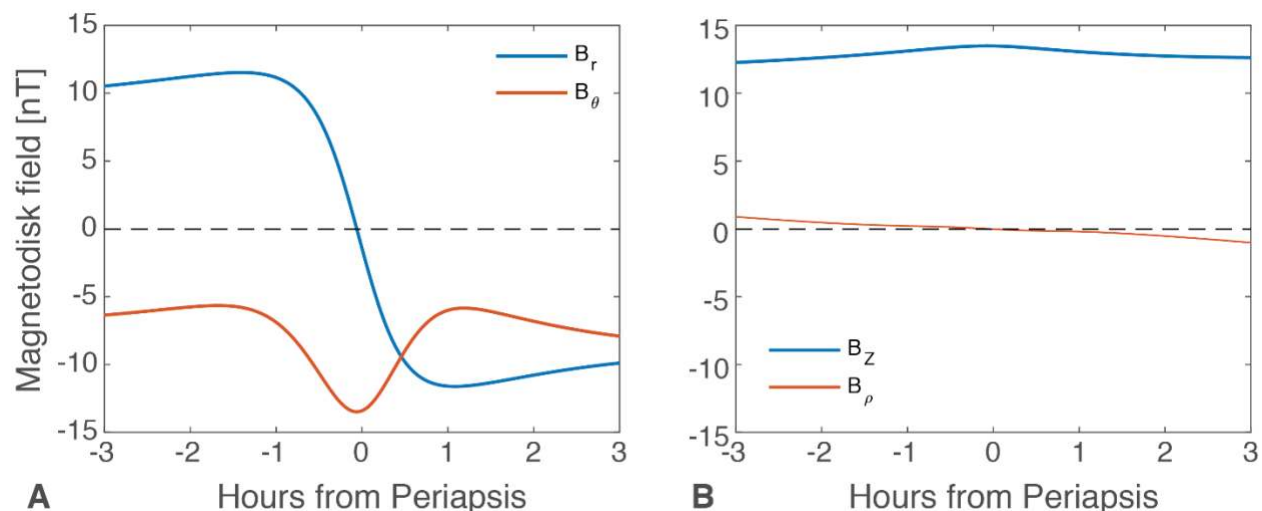 15
10
5
0
-5
-10
-15
Magnetodisk field [nT]
B_r
B_θ
-3 -2 -1 0 1 2 3
A Hours from Periapsis
15
10
5
0
-5
-10
-15
B_Z
B_ρ
-3 -2 -1 0 1 2 3
B Hours from Periapsis